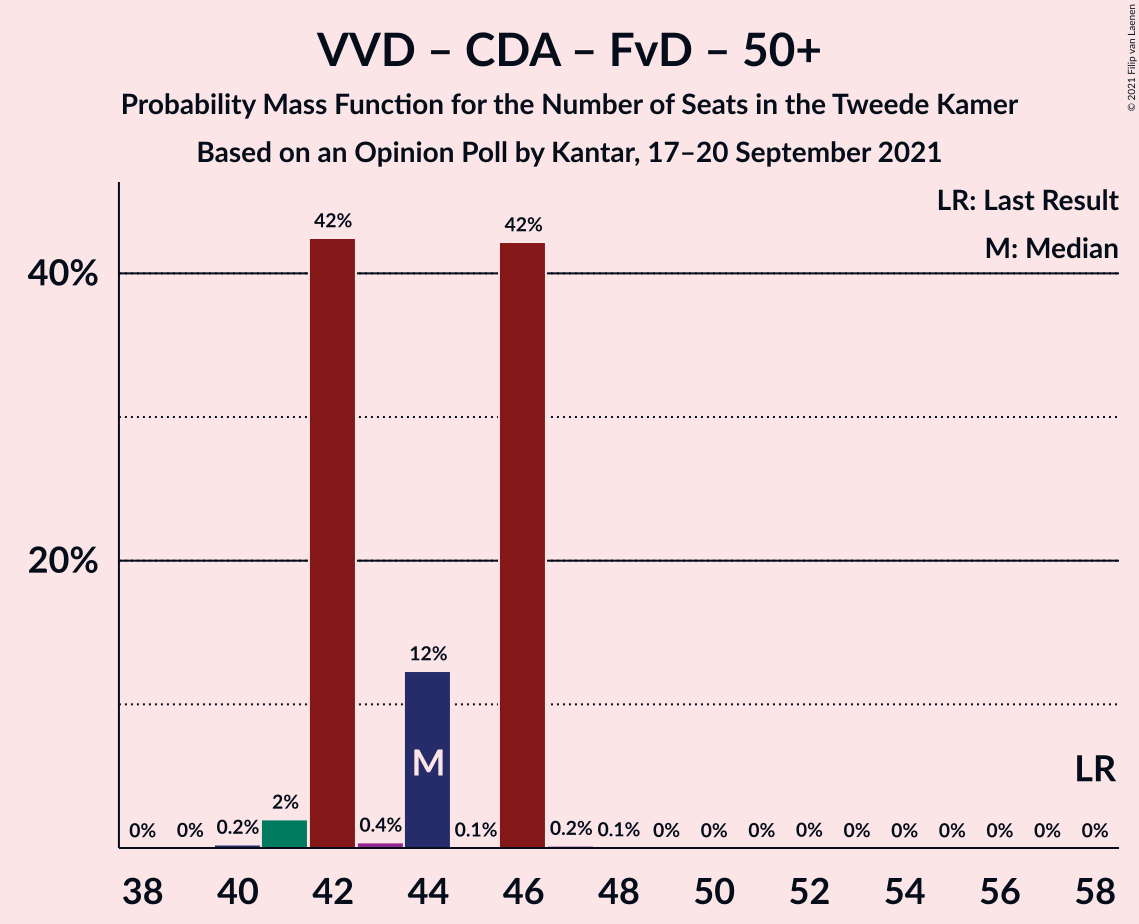 VVD – CDA – FvD – 50+
Probability Mass Function for the Number of Seats in the Tweede Kamer
Based on an Opinion Poll by Kantar, 17–20 September 2021
© 2021 Filip van Laenen
LR: Last Result
M: Median
40%
20%
42%
42%
12%
M
LR
0% 0% 0.2% 2% 0.4% 0.1% 0.2% 0.1% 0% 0% 0% 0% 0% 0% 0% 0% 0% 0%
38 40 42 44 46 48 50 52 54 56 58